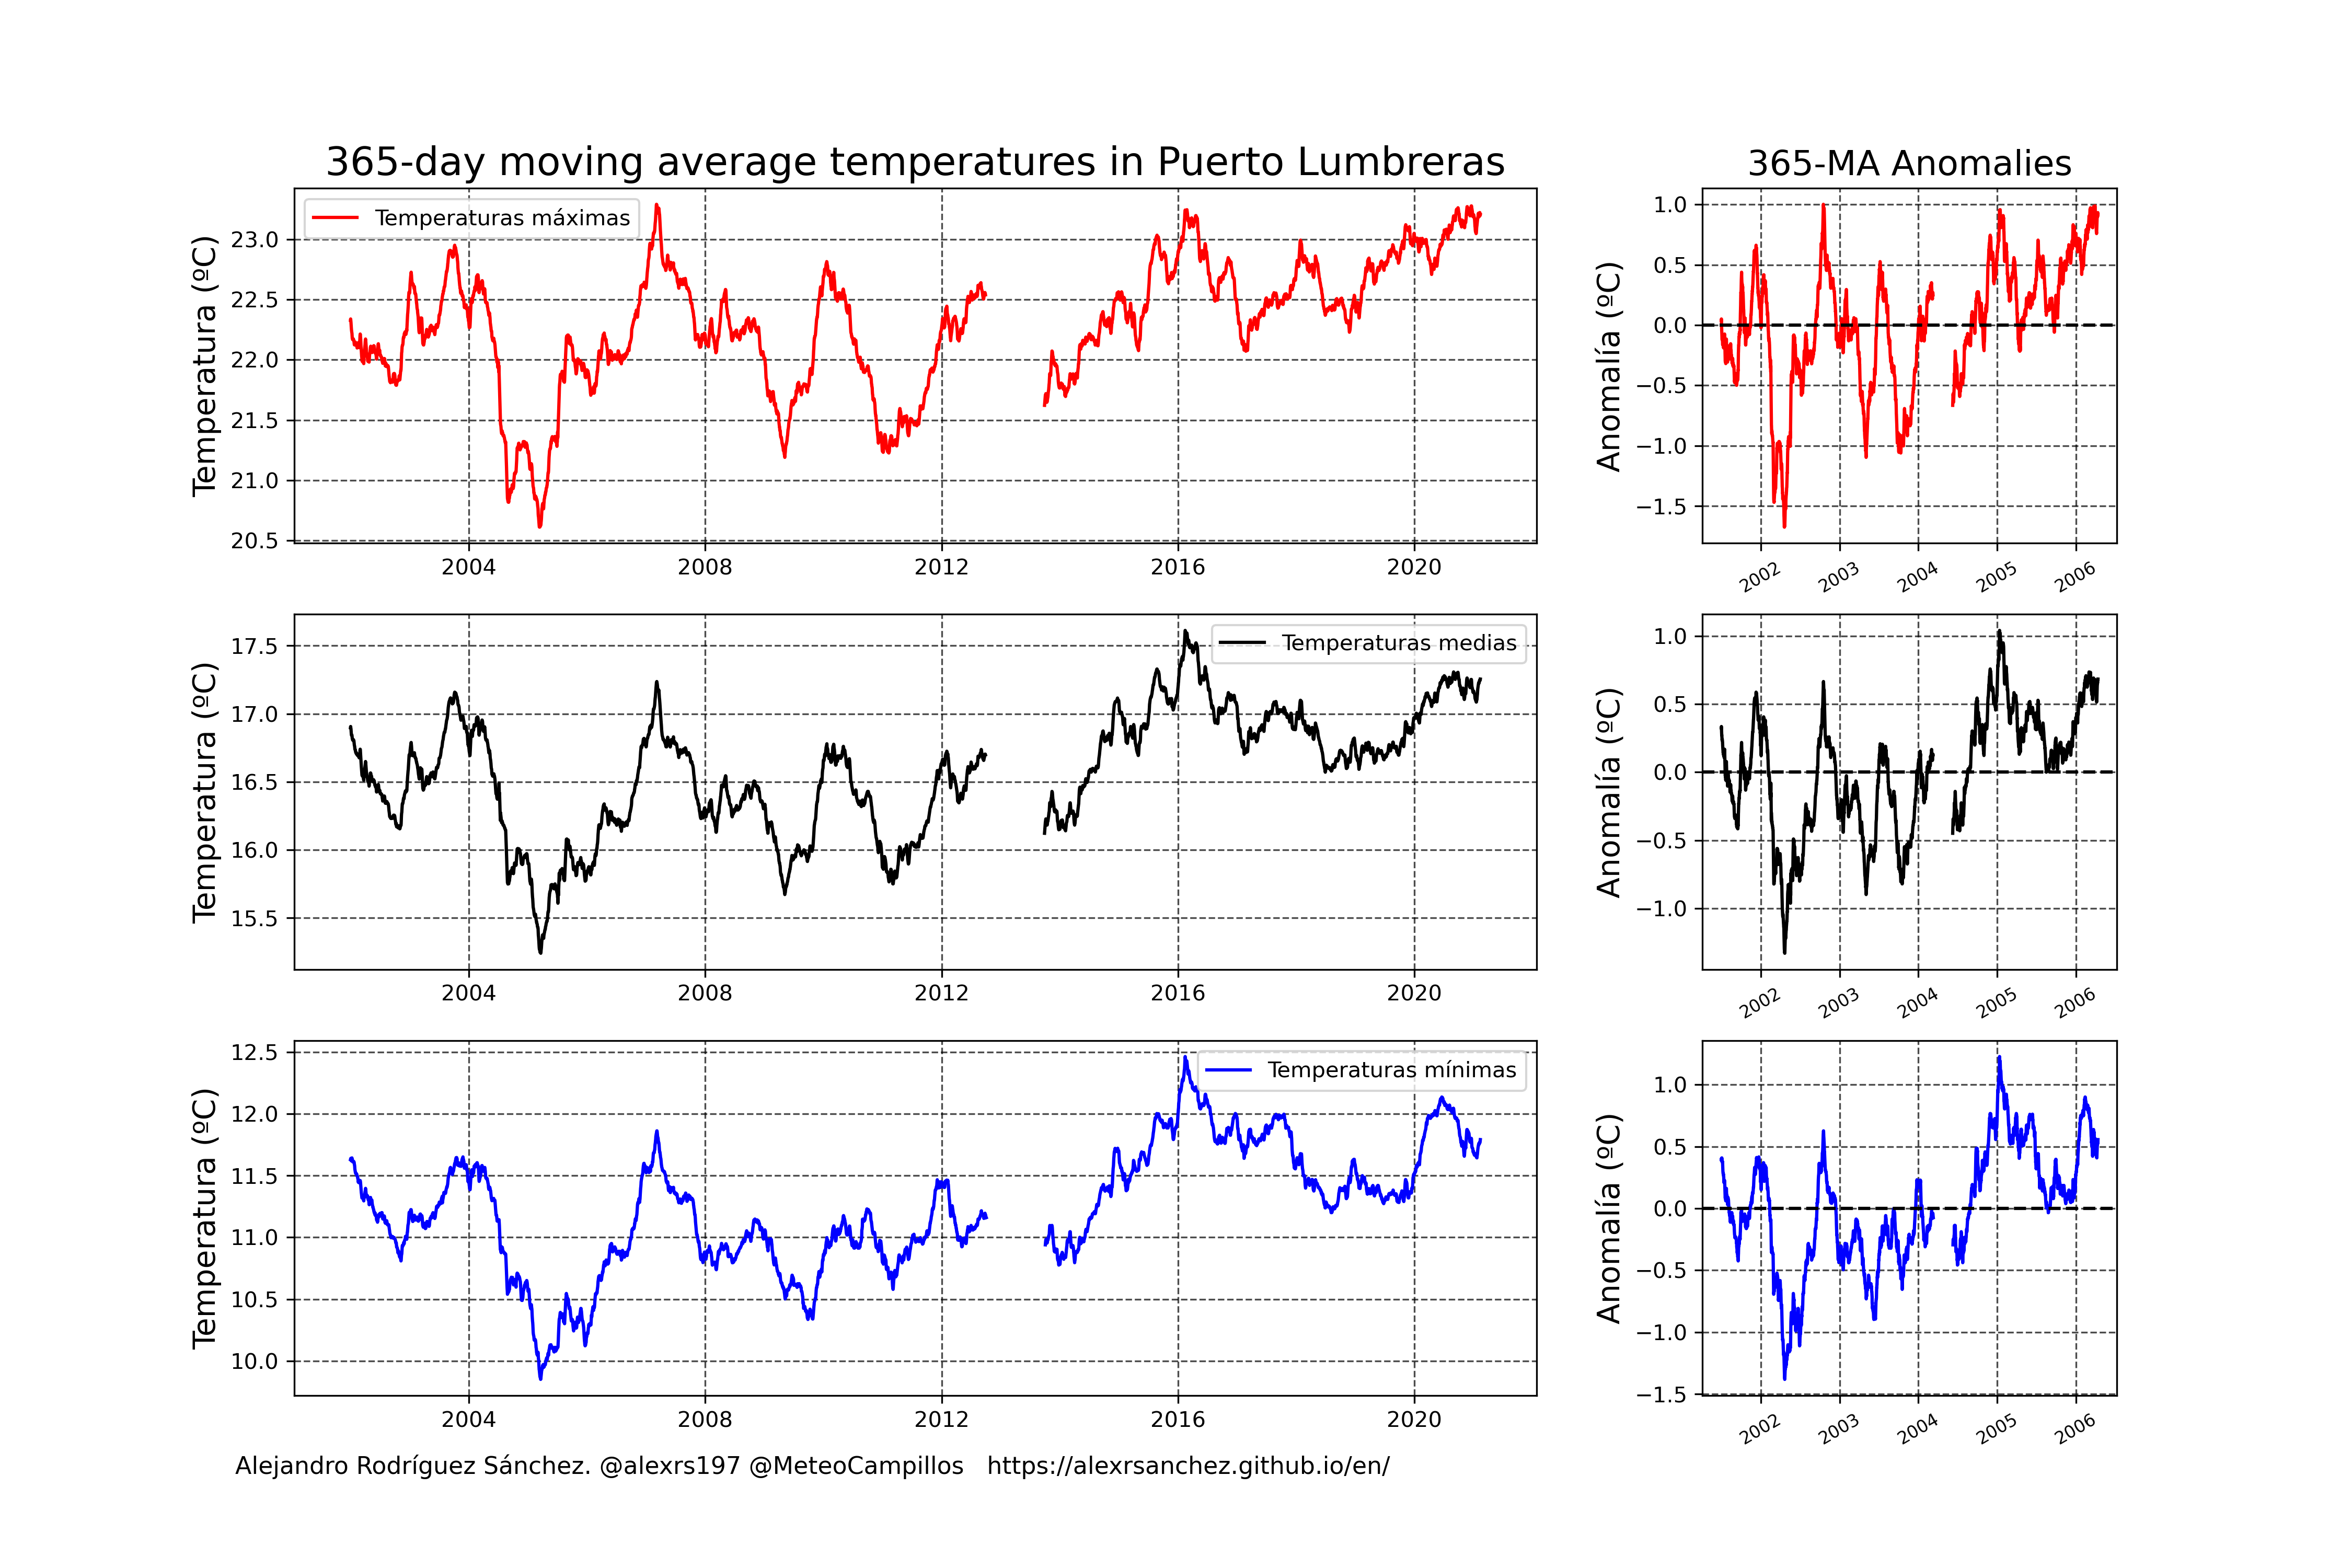 365-day moving average temperatures in Puerto Lumbreras
Temperatura (ºC)
23.0
22.5
22.0
21.5
21.0
20.5
Temperaturas máximas
2004 2008 2012 2016 2020
365-MA Anomalies
Anomalía (ºC)
1.0
0.5
0.0
−0.5
−1.0
−1.5
2002 2003 2004 2005 2006
Temperatura (ºC)
17.5
17.0
16.5
16.0
15.5
Temperaturas medias
2004 2008 2012 2016 2020
Anomalía (ºC)
1.0
0.5
0.0
−0.5
−1.0
2002 2003 2004 2005 2006
Temperatura (ºC)
12.5
12.0
11.5
11.0
10.5
10.0
Temperaturas mínimas
2004 2008 2012 2016 2020
Anomalía (ºC)
1.0
0.5
0.0
−0.5
−1.0
−1.5
2002 2003 2004 2005 2006
Alejandro Rodríguez Sánchez. @alexrs197 @MeteoCampillos https://alexrsanchez.github.io/en/